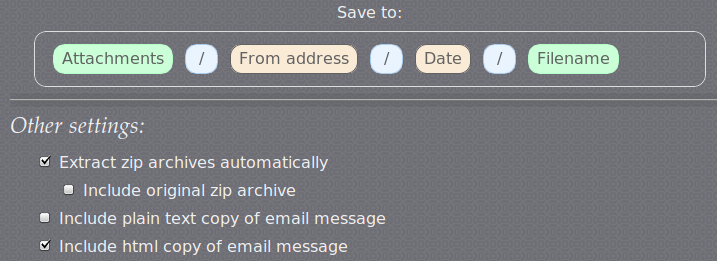 Save to:
Attachments / From address / Date / Filename
Other settings:
Extract zip archives automatically
Include original zip archive
Include plain text copy of email message
Include html copy of email message